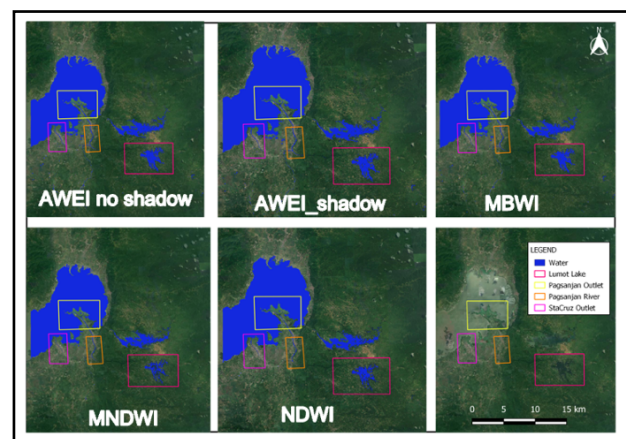 N
AWEI no shadow
AWEI_shadow
MBWI
MNDWI
NDWI
LEGEND
Water
Lumot Lake
Pagsanjan Outlet
Pagsanjan River
StaCruz Outlet
0 5 10 15 km